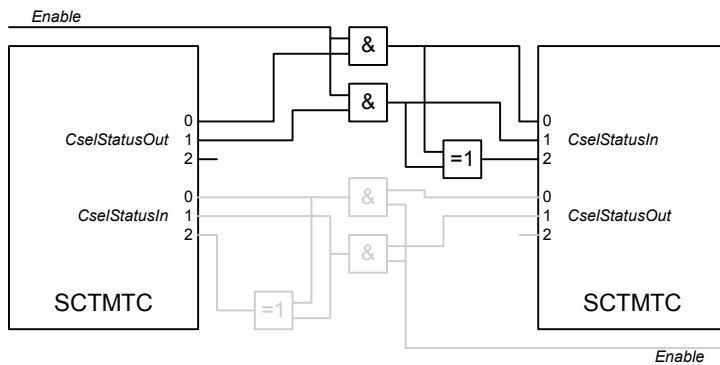 Enable
&
&
0
CselStatusOut 1
2
0
1 CselStatusIn
=1 2
0
CselStatusIn 1
2
&
&
0
1 CselStatusOut
2
=1
SCTMTC
SCTMTC
Enable